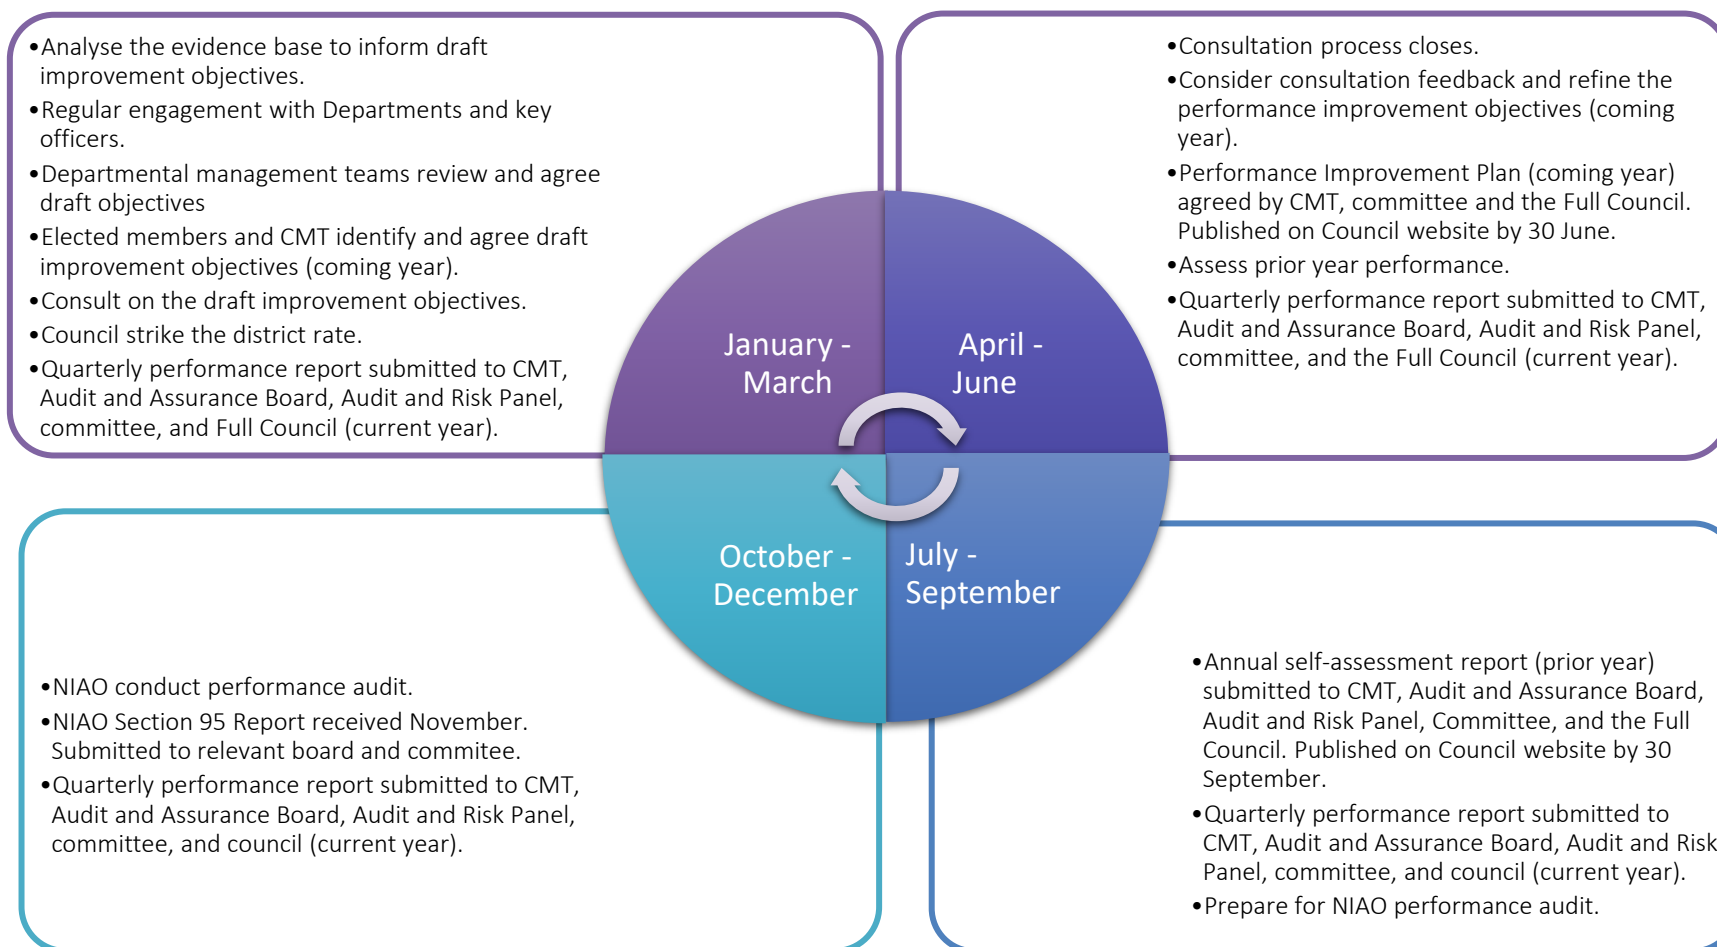 •Analyse the evidence base to inform draft
improvement objectives.
•Regular engagement with Departments and key
officers.
•Departmental management teams review and agree
draft objectives
•Elected members and CMT identify and agree draft
improvement objectives (coming year).
•Consult on the draft improvement objectives.
•Council strike the district rate.
•Quarterly performance report submitted to CMT,
Audit and Assurance Board, Audit and Risk Panel,
committee, and Full Council (current year).
•Consultation process closes.
•Consider consultation feedback and refine the
performance improvement objectives (coming
year).
•Performance Improvement Plan (coming year)
agreed by CMT, committee and the Full Council.
Published on Council website by 30 June.
•Assess prior year performance.
•Quarterly performance report submitted to CMT,
Audit and Assurance Board, Audit and Risk Panel,
committee, and the Full Council (current year).
January -
March
April -
June
October -
December
July -
September
•NIAO conduct performance audit.
•NIAO Section 95 Report received November.
Submitted to relevant board and commitee.
•Quarterly performance report submitted to CMT,
Audit and Assurance Board, Audit and Risk Panel,
committee, and council (current year).
•Annual self-assessment report (prior year)
submitted to CMT, Audit and Assurance Board,
Audit and Risk Panel, Committee, and the Full
Council. Published on Council website by 30
September.
•Quarterly performance report submitted to
CMT, Audit and Assurance Board, Audit and Risk
Panel, committee, and council (current year).
•Prepare for NIAO performance audit.